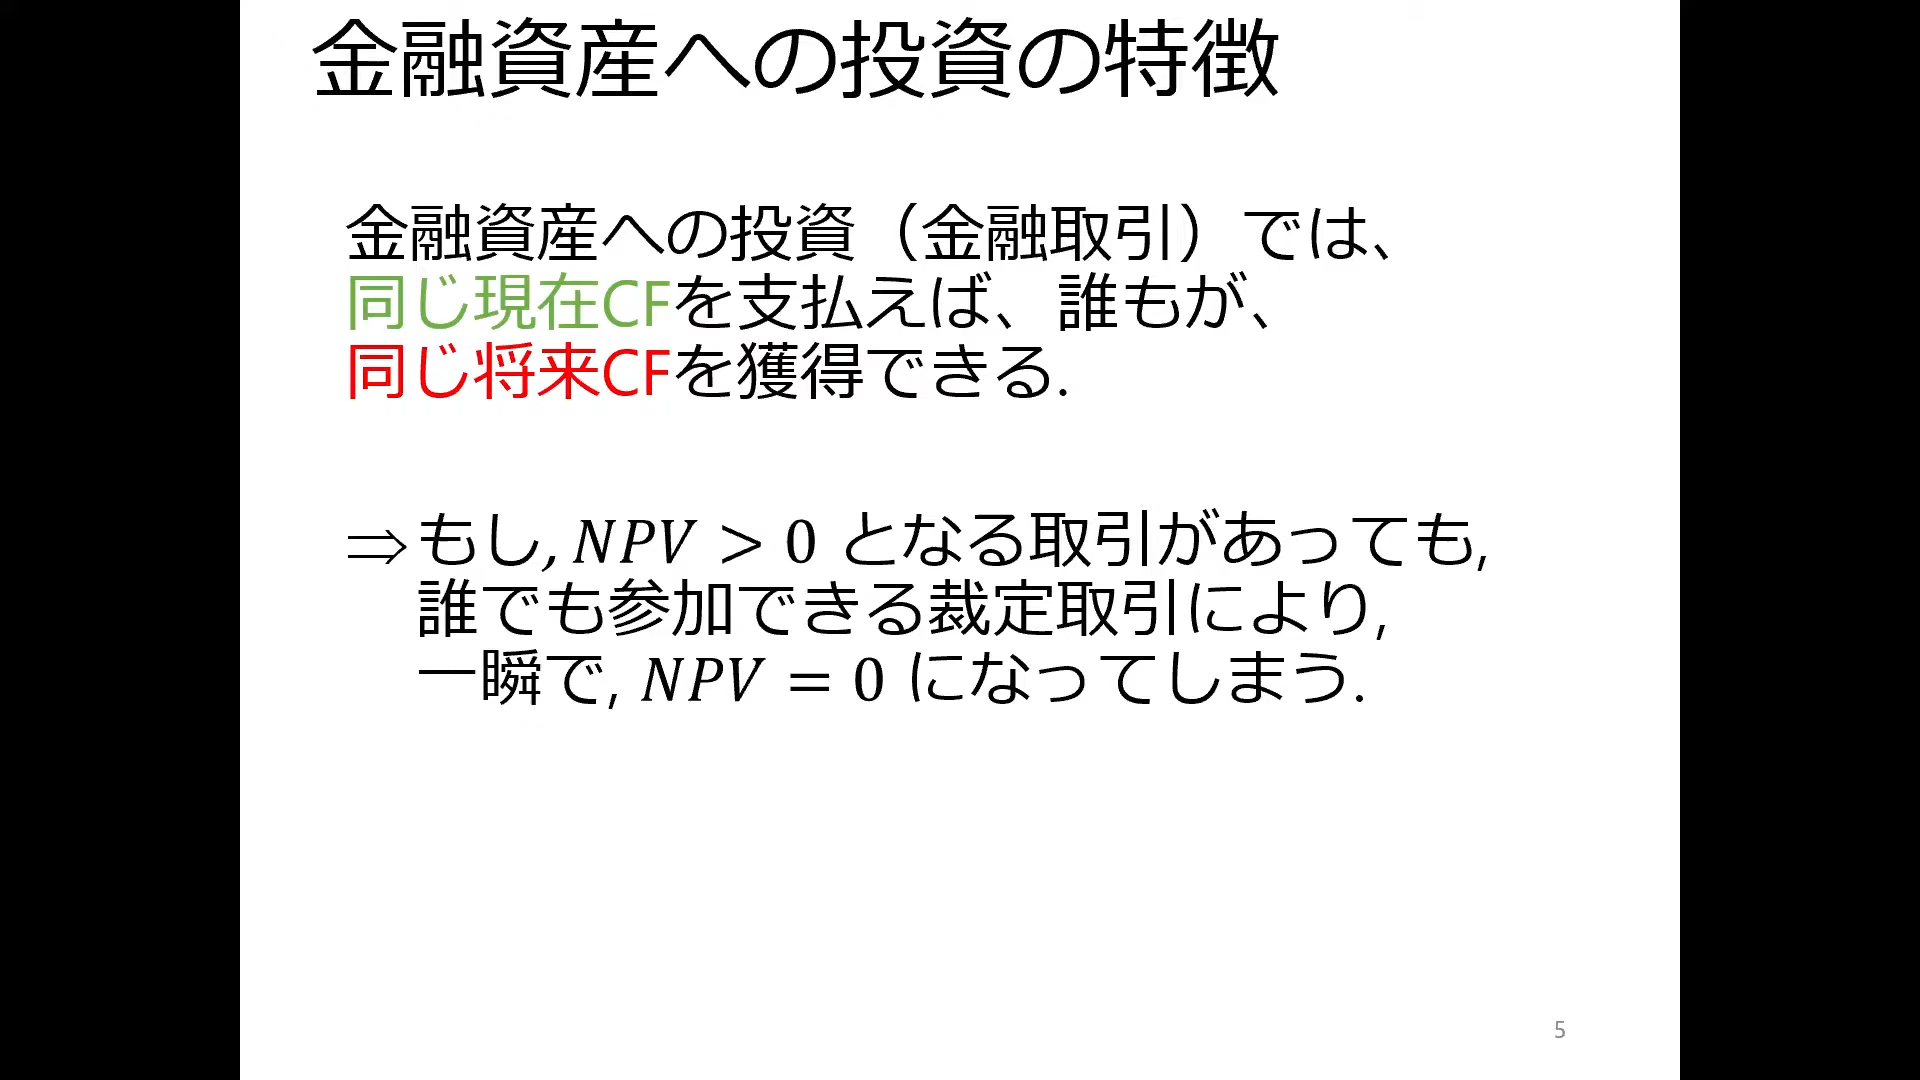 金融資産への投資の特徴
金融資産への投資（金融取引）では、
同じ現在CFを支払えば、誰もが、
同じ将来CFを獲得できる.
⇒もし, NPV > 0 となる取引があっても,
誰でも参加できる裁定取引により,
一瞬で, NPV = 0 になってしまう.
5